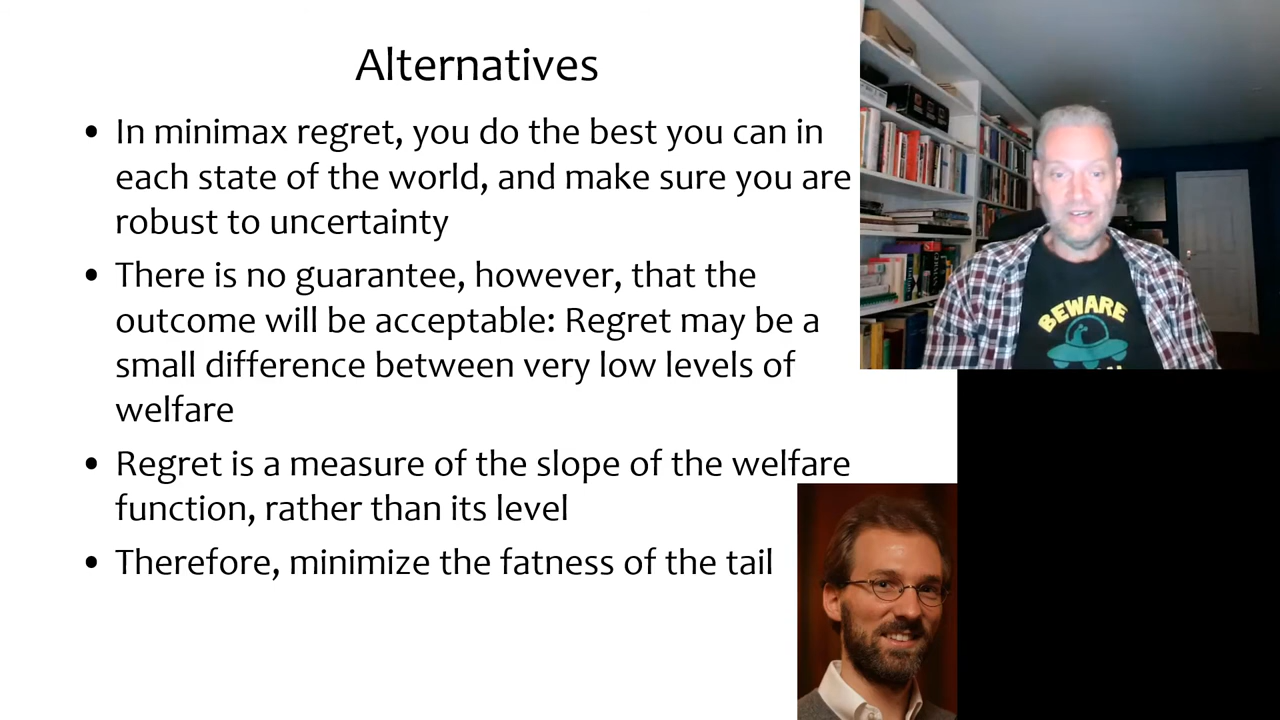 Alternatives
• In minimax regret, you do the best you can in
each state of the world, and make sure you are
robust to uncertainty
• There is no guarantee, however, that the
outcome will be acceptable: Regret may be a
small difference between very low levels of
welfare
• Regret is a measure of the slope of the welfare
function, rather than its level
• Therefore, minimize the fatness of the tail
BEWARE